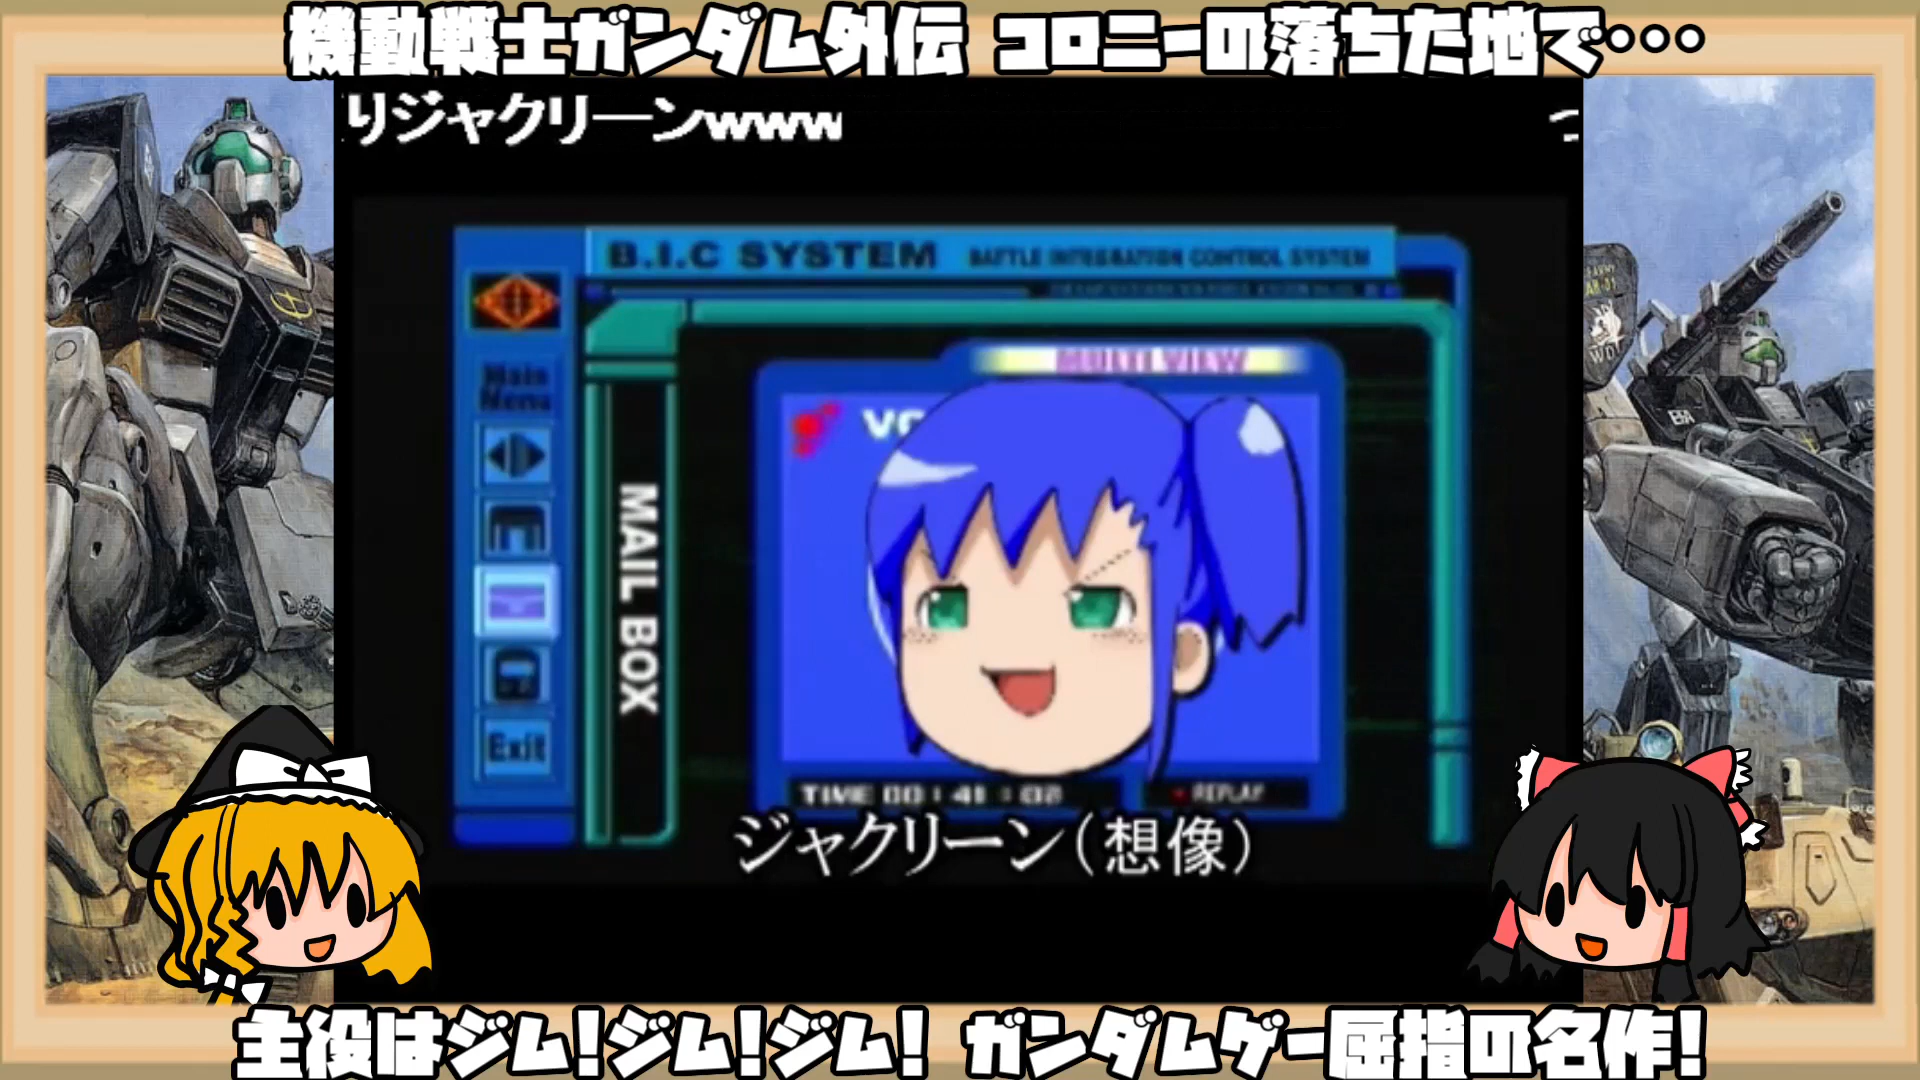 機動戦士ガンダム外伝 コロニーの落ちた地で・・・
りジャクリーンwww
B.I.C SYSTEM BATTLE INTEGRATION CONTROL SYSTEM
Main
Menu
MULTI VIEW
MAIL BOX
Exit
TIME 00 : 41 : 02
REPLAY
ジャクリーン(想像)
WD
EFA
主役はジム!ジム!ジム! ガンダムゲー屈指の名作!